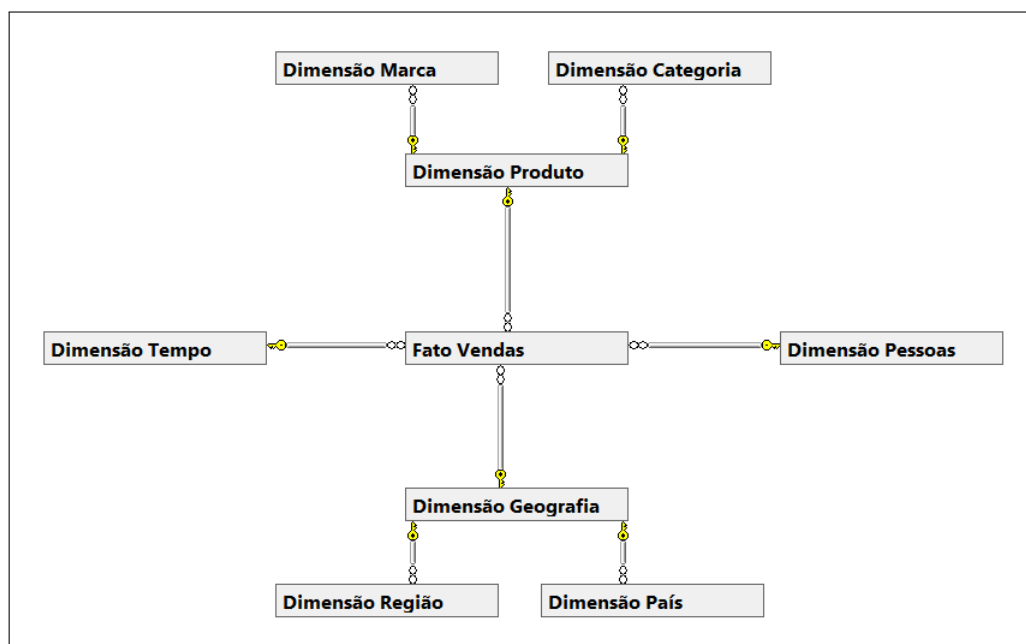 Dimensão Marca
Dimensão Categoria
Dimensão Produto
Dimensão Tempo
Fato Vendas
Dimensão Pessoas
Dimensão Geografia
Dimensão Região
Dimensão País